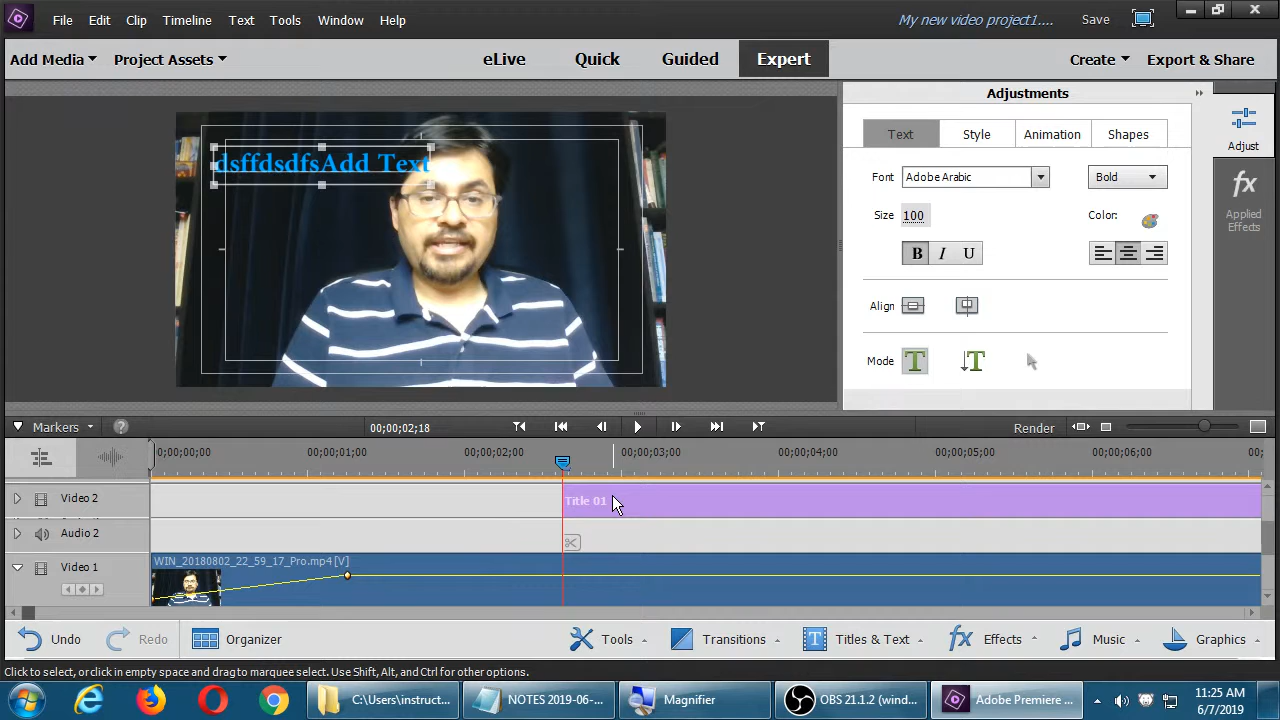 File Edit Clip Timeline Text Tools Window Help My new video project1.... Save
Add Media Project Assets eLive Quick Guided Expert Create Export & Share
Adjustments
Text Style Animation Shapes
Adjust
dsffdsdfsAdd Text
Font Adobe Arabic Bold
Size 100 Color:
B I U
fx
Applied
Effects
Align
Mode T T
Markers ? 00;00;02;18 Render
;00;00;00 00;00;01;00 00;00;02;00 00;00;03;00 00;00;04;00 00;00;05;00 00;00;06;00 00;
Video 2 Title 01
Audio 2
Video 1 WIN_20180802_22_59_17_Pro.mp4 [V]
Undo Redo Organizer Tools T Titles & Text fx Effects Music Graphics
Transitions
Click to select, or click in empty space and drag to marquee select. Use Shift, Alt, and Ctrl for other options.
C:\Users\instruct... NOTES 2019-06-... Magnifier OBS 21.1.2 (wind... Adobe Premiere ... 11:25 AM
6/7/2019